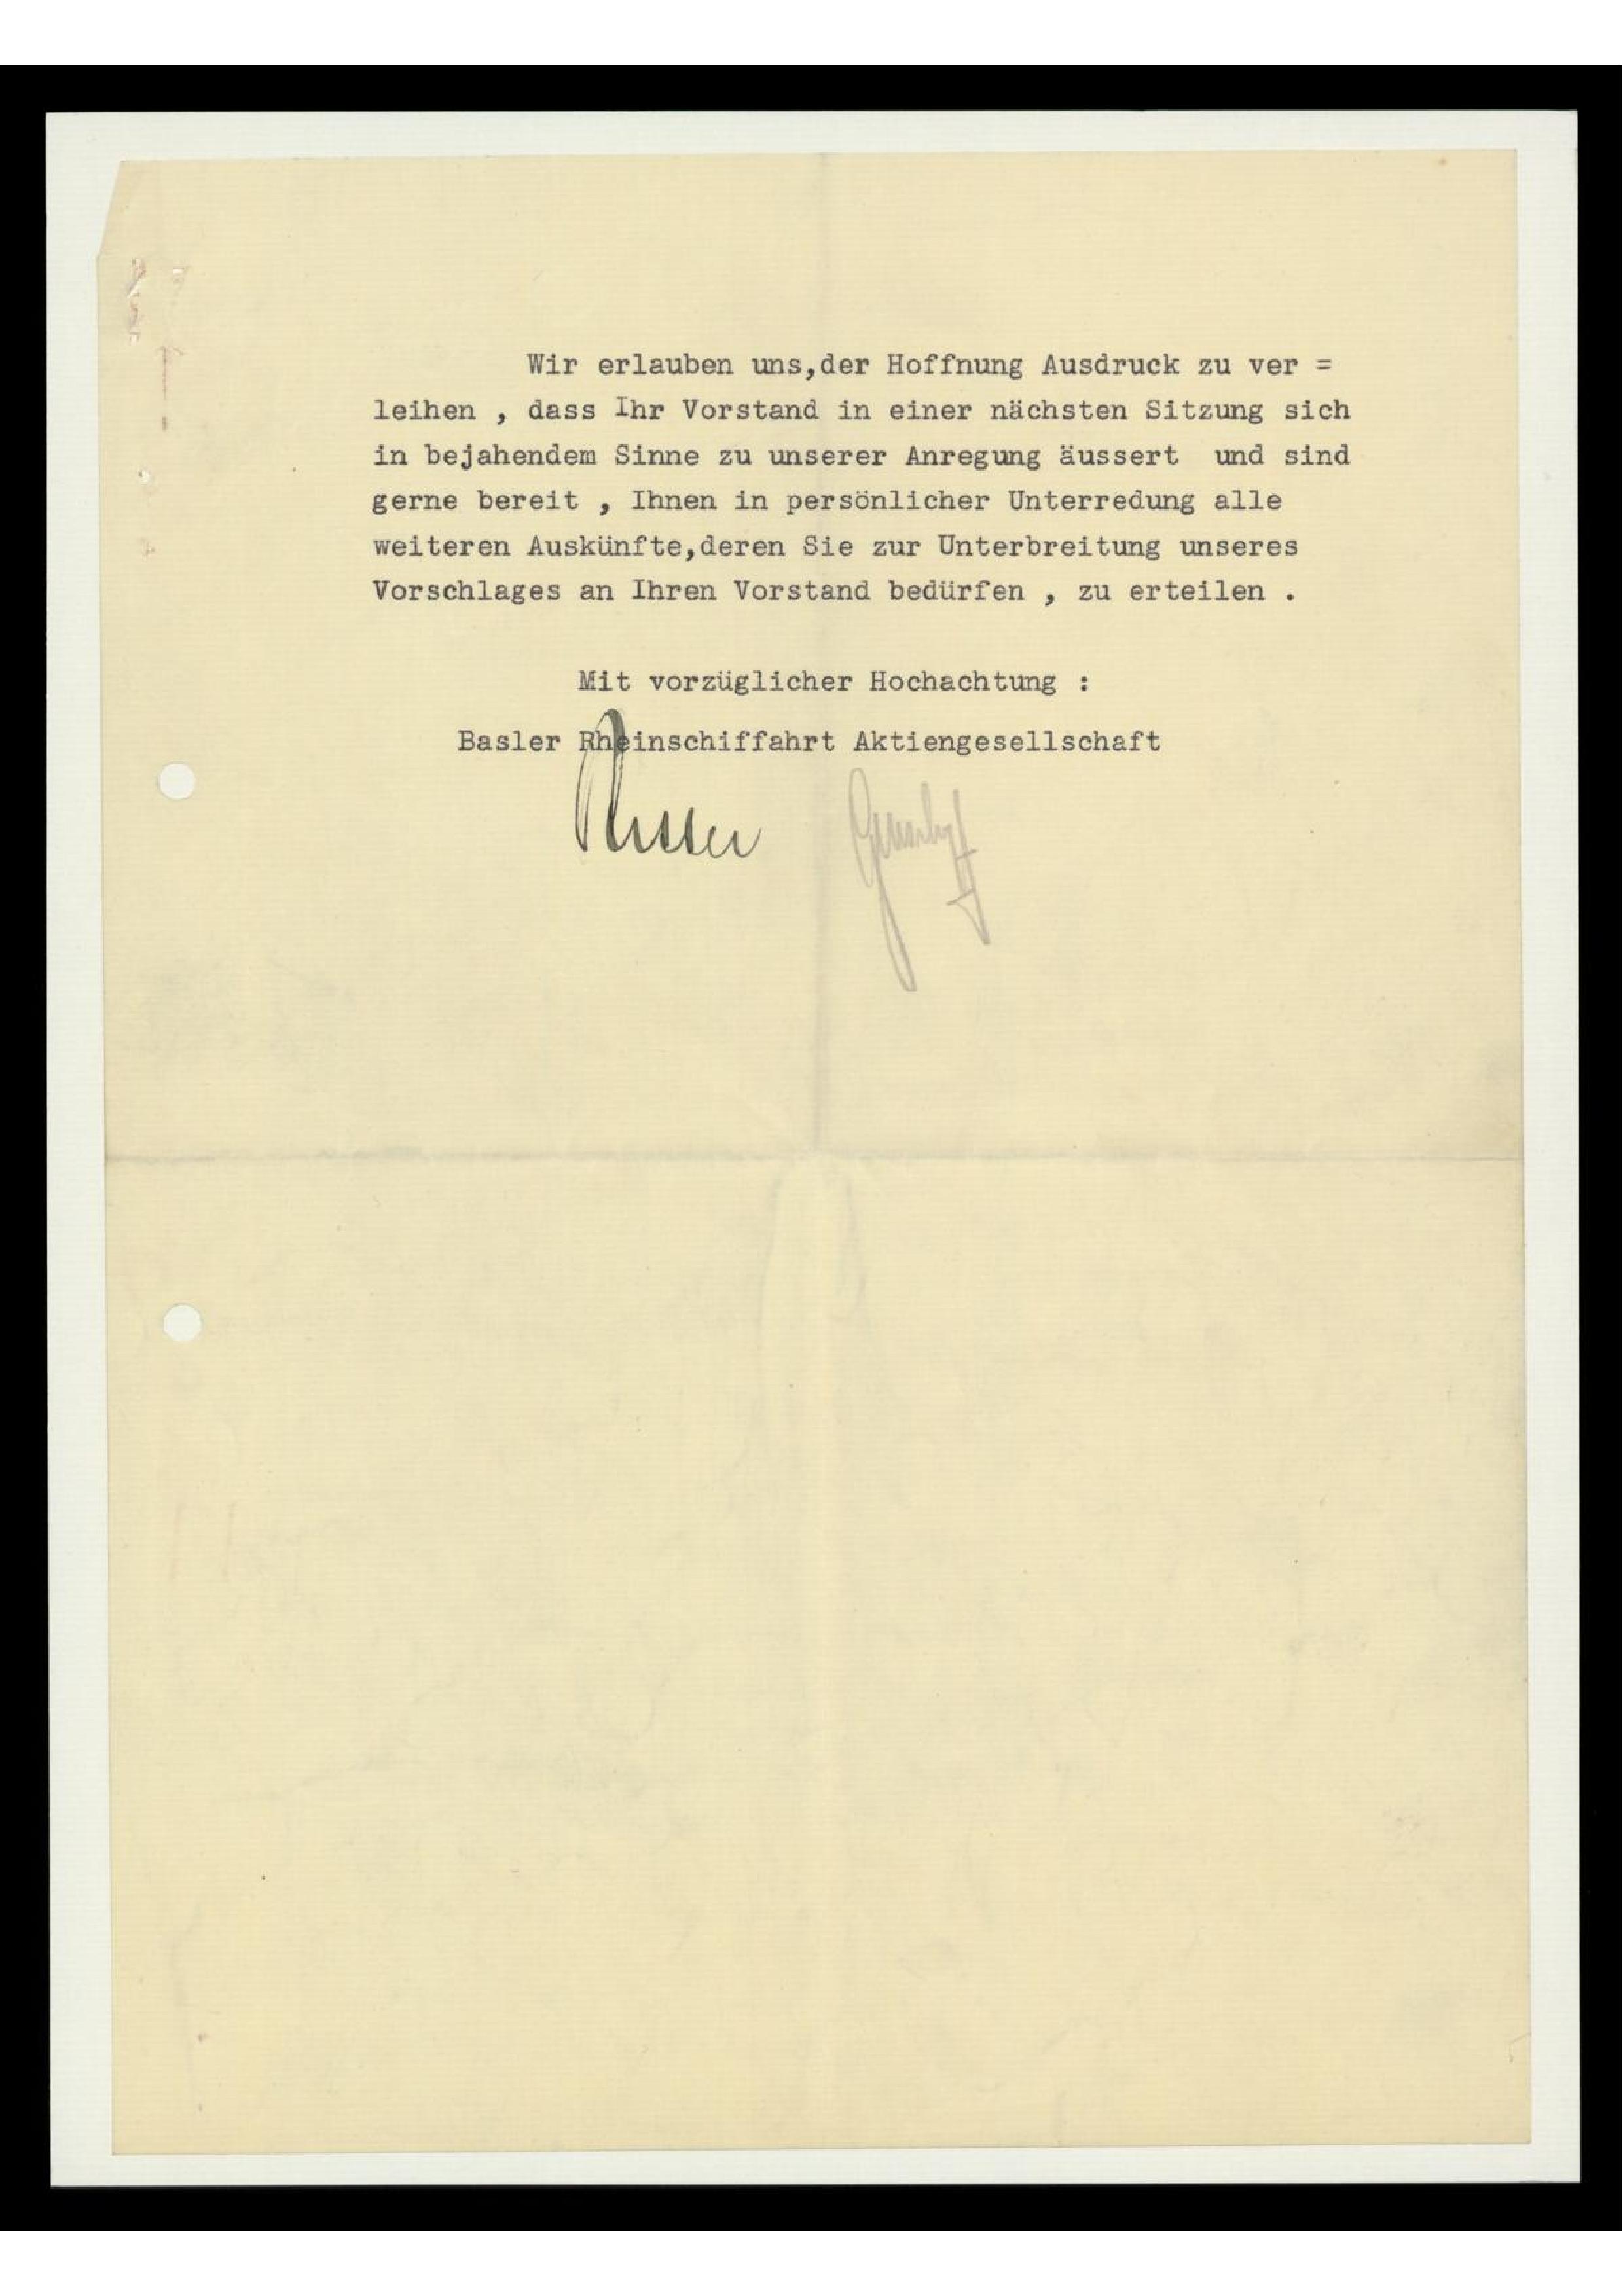 Wir erlauben uns,der Hoffnung Ausdruck zu ver =
leihen , dass Ihr Vorstand in einer nächsten Sitzung sich
in bejahendem Sinne zu unserer Anregung äussert und sind
gerne bereit , Ihnen in persönlicher Unterredung alle
weiteren Auskünfte,deren Sie zur Unterbreitung unseres
Vorschlages an Ihren Vorstand bedürfen , zu erteilen .
Mit vorzüglicher Hochachtung :
Basler Rheinschiffahrt Aktiengesellschaft